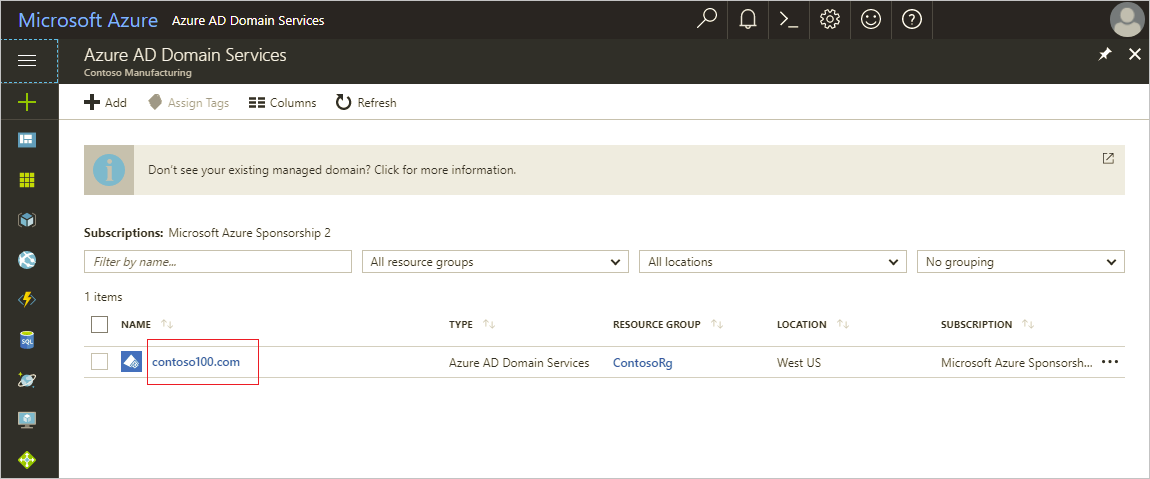 Microsoft Azure Azure AD Domain Services
Azure AD Domain Services
Contoso Manufacturing
Add Assign Tags Columns Refresh
Don't see your existing managed domain? Click for more information.
Subscriptions: Microsoft Azure Sponsorship 2
Filter by name... All resource groups All locations No grouping
1 items
NAME TYPE RESOURCE GROUP LOCATION SUBSCRIPTION
contoso100.com Azure AD Domain Services ContosoRg West US Microsoft Azure Sponsorsh...
SQL